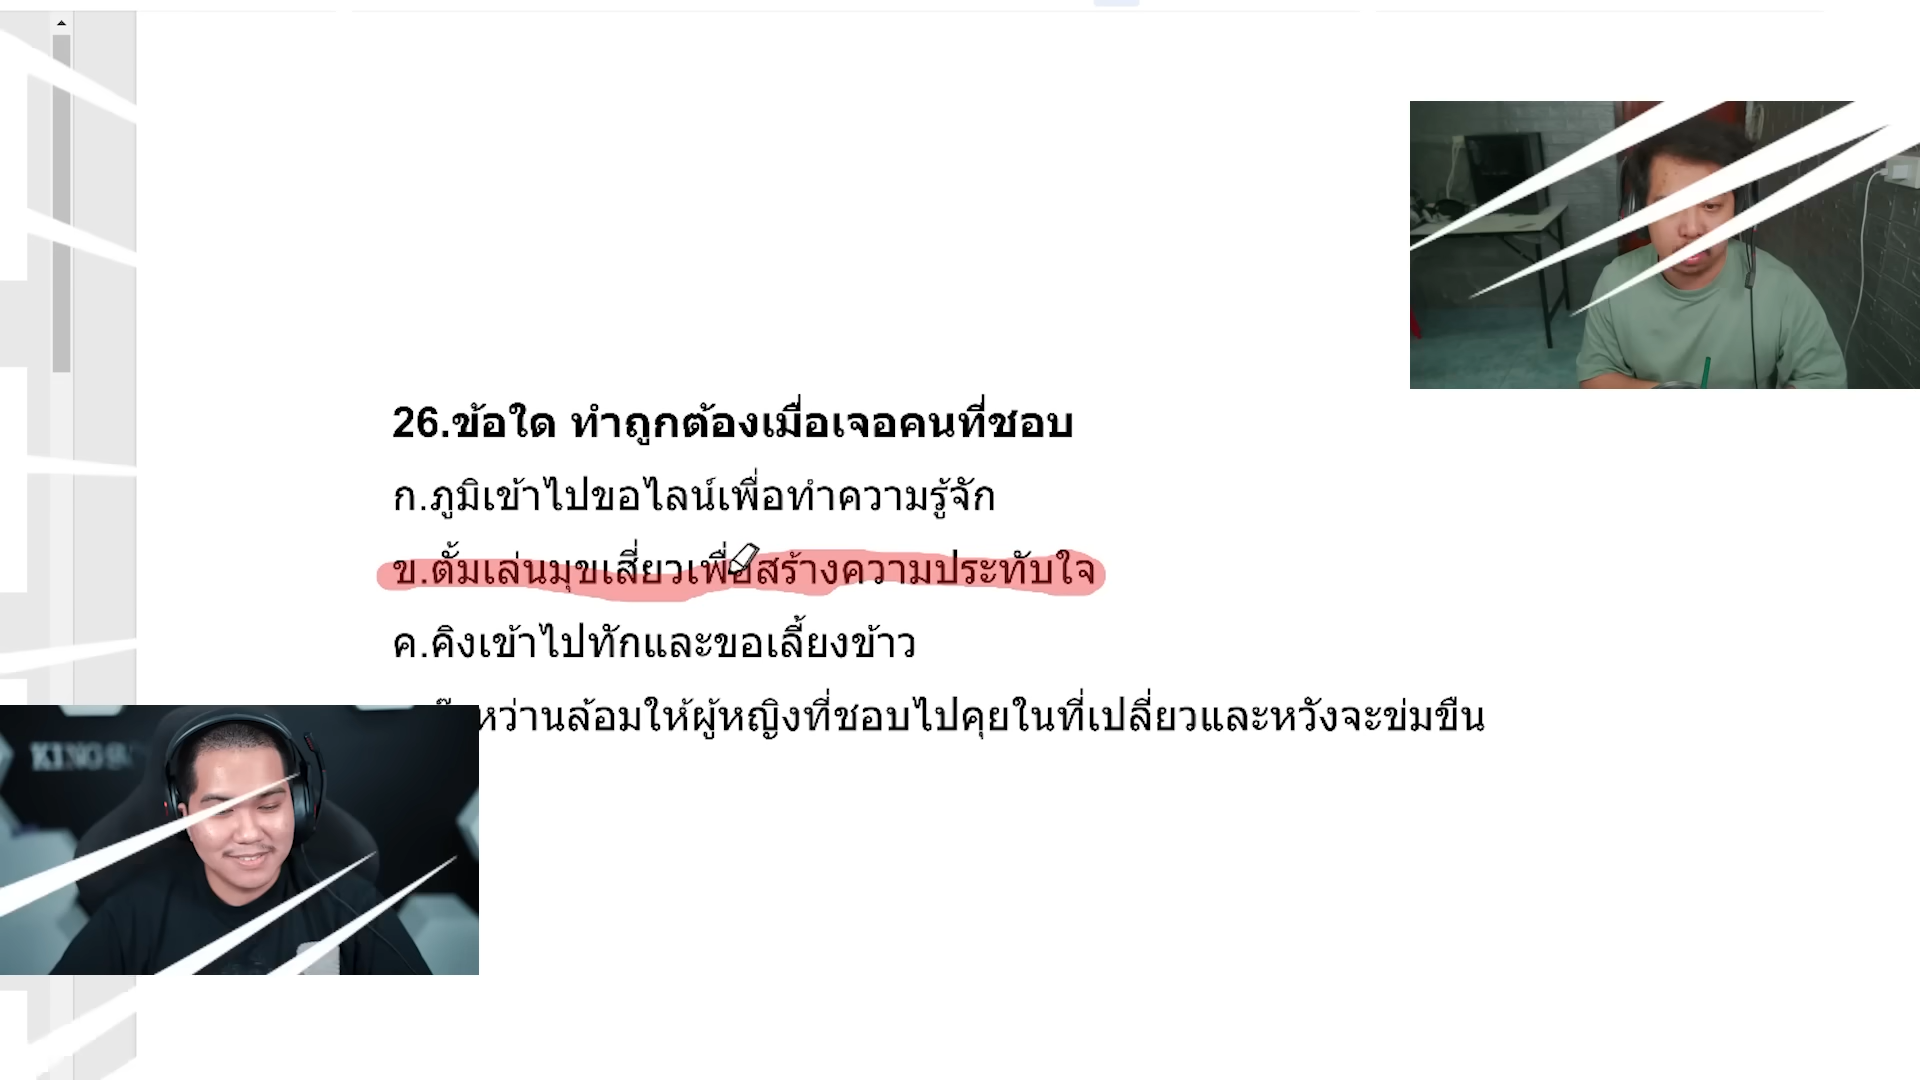 26.ข้อใด ทำถูกต้องเมื่อเจอคนที่ชอบ
ก.ภูมิเข้าไปขอไลน์เพื่อทำความรู้จัก
ข.ตั้มเล่นมุขเสี่ยวเพื่อสร้างความประทับใจ
ค.คิงเข้าไปทักและขอเลี้ยงข้าว
หว่านล้อมให้ผู้หญิงที่ชอบไปคุยในที่เปลี่ยวและหวังจะข่มขืน
KING